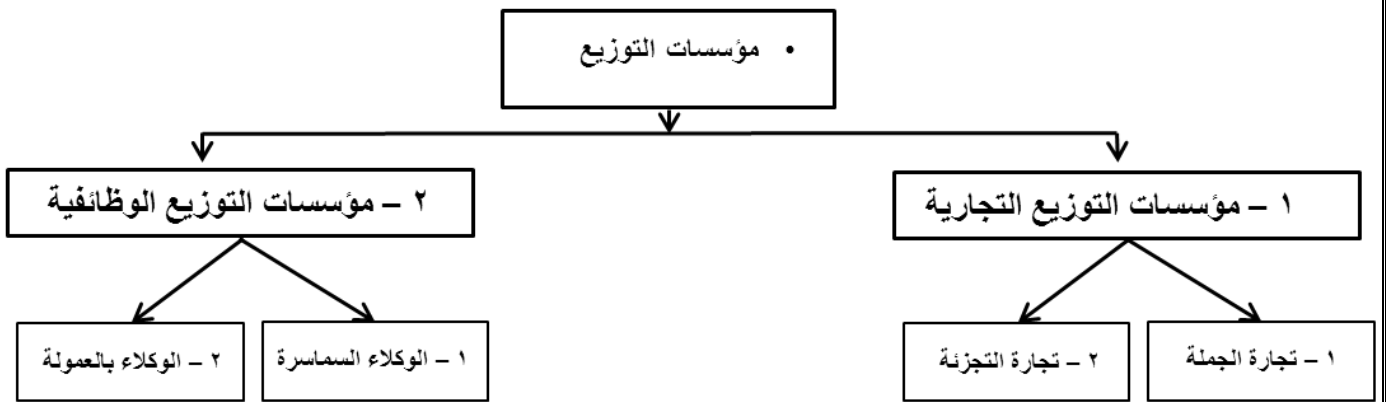 • مؤسسات التوزيع
١ – مؤسسات التوزيع التجارية
٢ – مؤسسات التوزيع الوظائفية
١ – تجارة الجملة
٢ – تجارة التجزئة
١ – الوكلاء السماسرة
٢ – الوكلاء بالعمولة